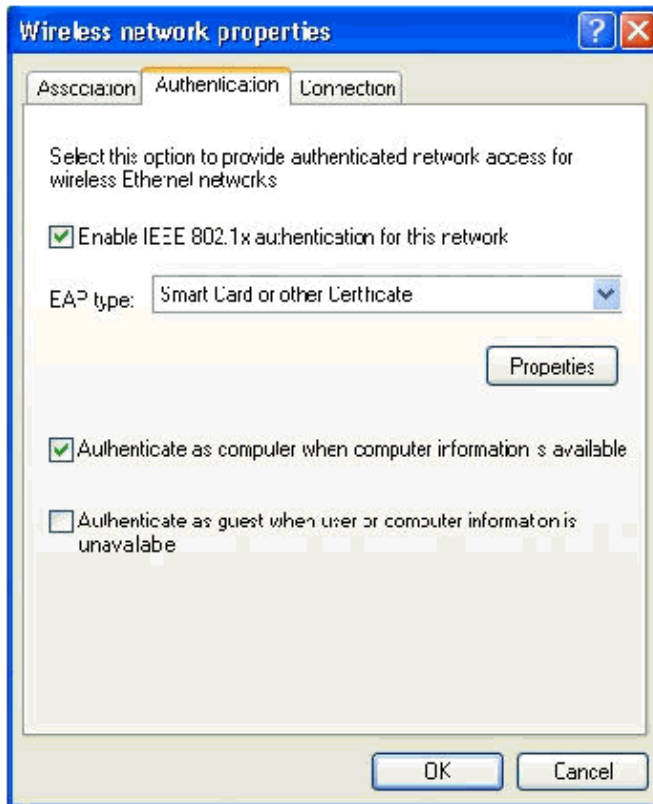 Wireless network properties
Association Authentication Connection
Select this option to provide authenticated network access for
wireless Ethernet networks
Enable IEEE 802.1x authentication for this network
EAP type: Smart Card or other Certificate
Properties
Authenticate as computer when computer information is available
Authenticate as guest when user or computer information is
unavailable
OK Cancel